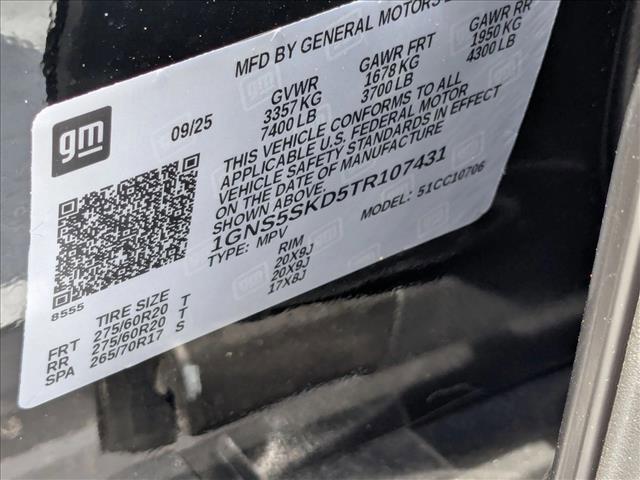 MFD BY GENERAL MOTORS
gm
09/25
GVWR
3357 KG
7400 LB
GAWR FRT
1678 KG
3700 LB
GAWR RR
1950 KG
4300 LB
THIS VEHICLE CONFORMS TO ALL
APPLICABLE U.S. FEDERAL MOTOR
VEHICLE SAFETY STANDARDS IN EFFECT
ON THE DATE OF MANUFACTURE
SHOWN ABOVE.
1GNS5SKD5TR107431
TYPE: MPV
MODEL: 51CC10706
8555
TIRE SIZE
RIM
FRT 275/60R20 T 20X9J
RR 275/60R20 T 20X9J
SPA 265/70R17 S 17X8J